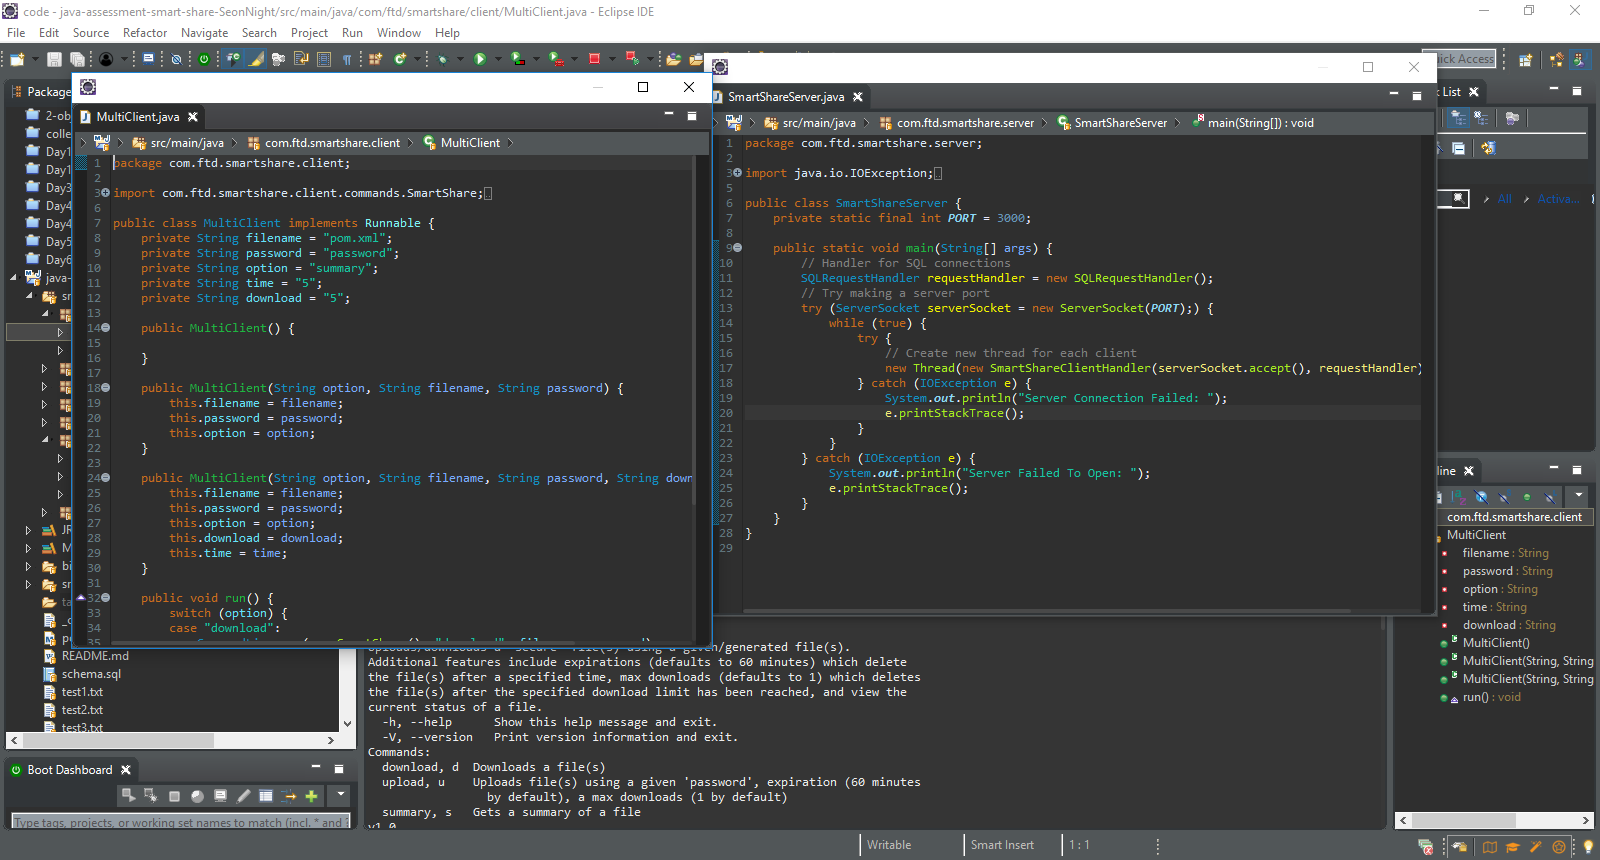 code - java-assessment-smart-share-SeonNight/src/main/java/com/ftd/smartshare/client/MultiClient.java - Eclipse IDE
File Edit Source Refactor Navigate Search Project Run Window Help
Access
Package
2-ob
colle
Day1
Day1
Day3
Day4
Day4
Day5
Day6
java-
sr
JR
M
bi
sr
ta
README.md
schema.sql
test1.txt
test2.txt
test3.txt
MultiClient.java
src/main/java com.ftd.smartshare.client MultiClient
1 package com.ftd.smartshare.client;
2
3 import com.ftd.smartshare.client.commands.SmartShare;
6
7 public class MultiClient implements Runnable {
8 private String filename = "pom.xml";
9 private String password = "password";
10 private String option = "summary";
11 private String time = "5";
12 private String download = "5";
13
14 public MultiClient() {
15
16 }
17
18 public MultiClient(String option, String filename, String password) {
19 this.filename = filename;
20 this.password = password;
21 this.option = option;
22 }
23
24 public MultiClient(String option, String filename, String password, String down
25 this.filename = filename;
26 this.password = password;
27 this.option = option;
28 this.download = download;
29 this.time = time;
30 }
31
32 public void run() {
33 switch (option) {
34 case "download":
SmartShareServer.java
src/main/java com.ftd.smartshare.server SmartShareServer main(String[]) : void
1 package com.ftd.smartshare.server;
2
3 import java.io.IOException;
5
6 public class SmartShareServer {
7 private static final int PORT = 3000;
8
9 public static void main(String[] args) {
10 // Handler for SQL connections
11 SQLRequestHandler requestHandler = new SQLRequestHandler();
12 // Try making a server port
13 try (ServerSocket serverSocket = new ServerSocket(PORT);) {
14 while (true) {
15 try {
16 // Create new thread for each client
17 new Thread(new SmartShareClientHandler(serverSocket.accept(), requestHandler)
18 } catch (IOException e) {
19 System.out.println("Server Connection Failed: ");
20 e.printStackTrace();
21 }
22 }
23 } catch (IOException e) {
24 System.out.println("Server Failed To Open: ");
25 e.printStackTrace();
26 }
27 }
28 }
29
List
All Activa...
line
com.ftd.smartshare.client
MultiClient
filename : String
password : String
option : String
time : String
download : String
MultiClient()
MultiClient(String, String
MultiClient(String, String
run() : void
Uploads/downloads a "secure" file(s) using a given/generated file(s).
Additional features include expirations (defaults to 60 minutes) which delete
the file(s) after a specified time, max downloads (defaults to 1) which deletes
the file(s) after the specified download limit has been reached, and view the
current status of a file.
-h, --help Show this help message and exit.
-V, --version Print version information and exit.
Commands:
download, d Downloads a file(s)
upload, u Uploads file(s) using a given 'password', expiration (60 minutes
by default), a max downloads (1 by default)
summary, s Gets a summary of a file
v1.0
Boot Dashboard
Type tags, projects, or working set names to match (incl. * and
Writable Smart Insert 1 : 1